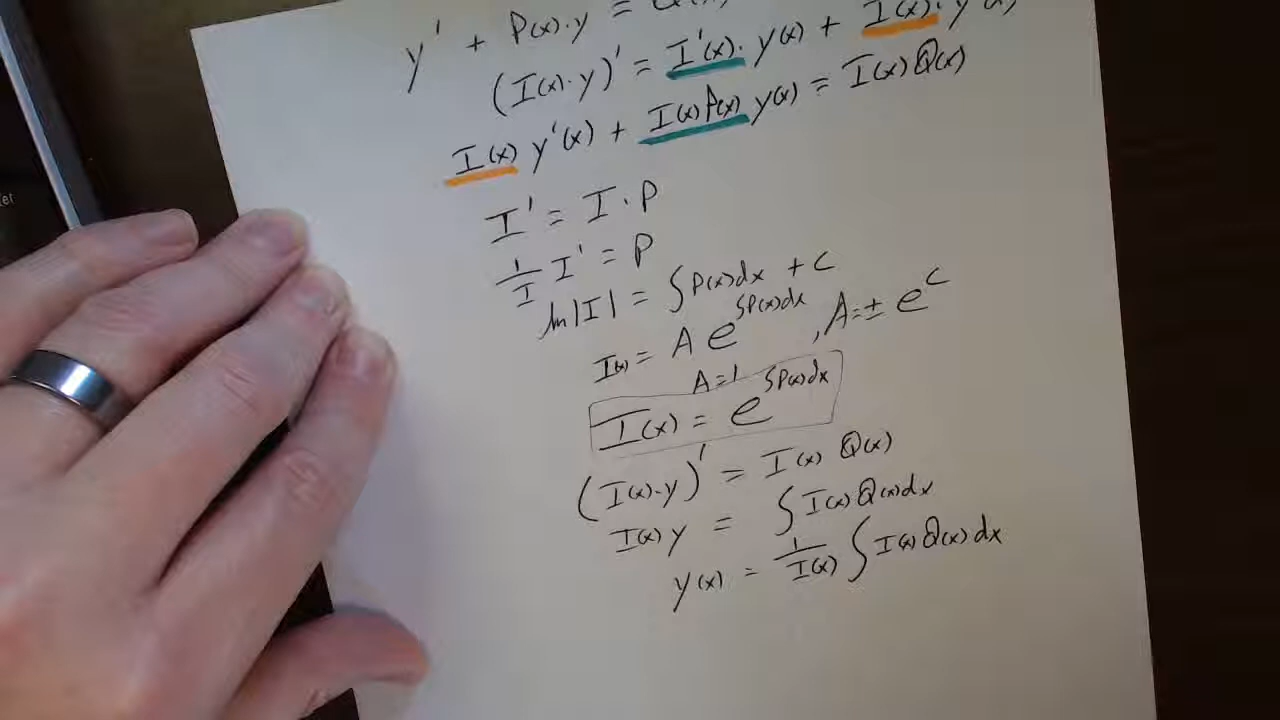 y' + P(x)·y = Q(x)
(I(x)·y)' = I'(x)·y(x) + I(x)·y'(x)
I(x) y'(x) + I(x)P(x) y(x) = I(x)Q(x)
I' = I·P
1/I I' = P
ln|I| = ∫P(x)dx + C
I(x) = A e^∫P(x)dx , A=± e^C
A=1
I(x) = e^∫P(x)dx
(I(x)·y)' = I(x) Q(x)
I(x) y = ∫ I(x)Q(x)dx
y(x) = 1/I(x) ∫ I(x)Q(x)dx